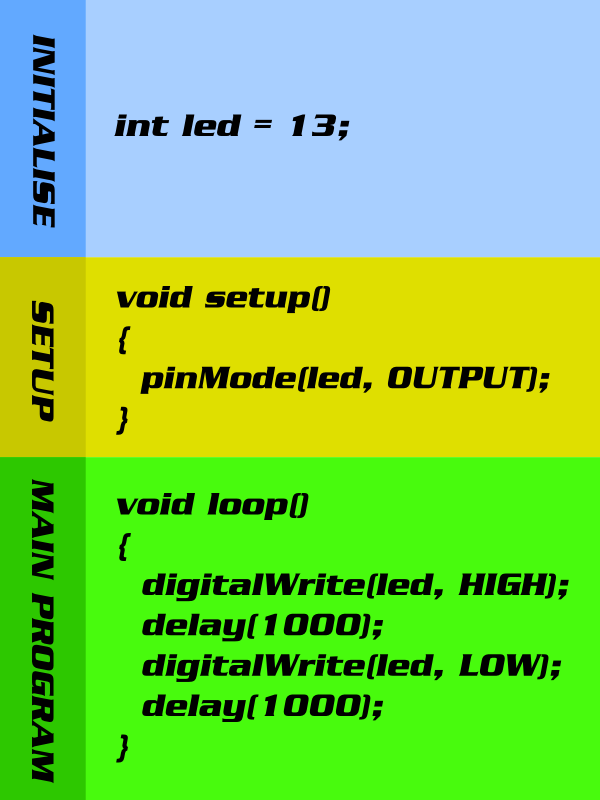 INITIALISE
int led = 13;
SETUP
void setup()
{
pinMode(led, OUTPUT);
}
MAIN PROGRAM
void loop()
{
digitalWrite(led, HIGH);
delay(1000);
digitalWrite(led, LOW);
delay(1000);
}